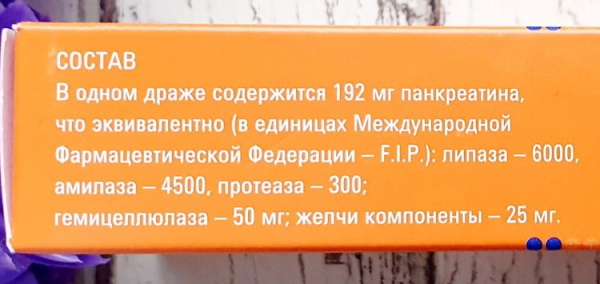 СОСТАВ
В одном драже содержится 192 мг панкреатина,
что эквивалентно (в единицах Международной
Фармацевтической Федерации – F.I.P.): липаза – 6000,
амилаза – 4500, протеаза – 300;
гемицеллюлаза – 50 мг; желчи компоненты – 25 мг.